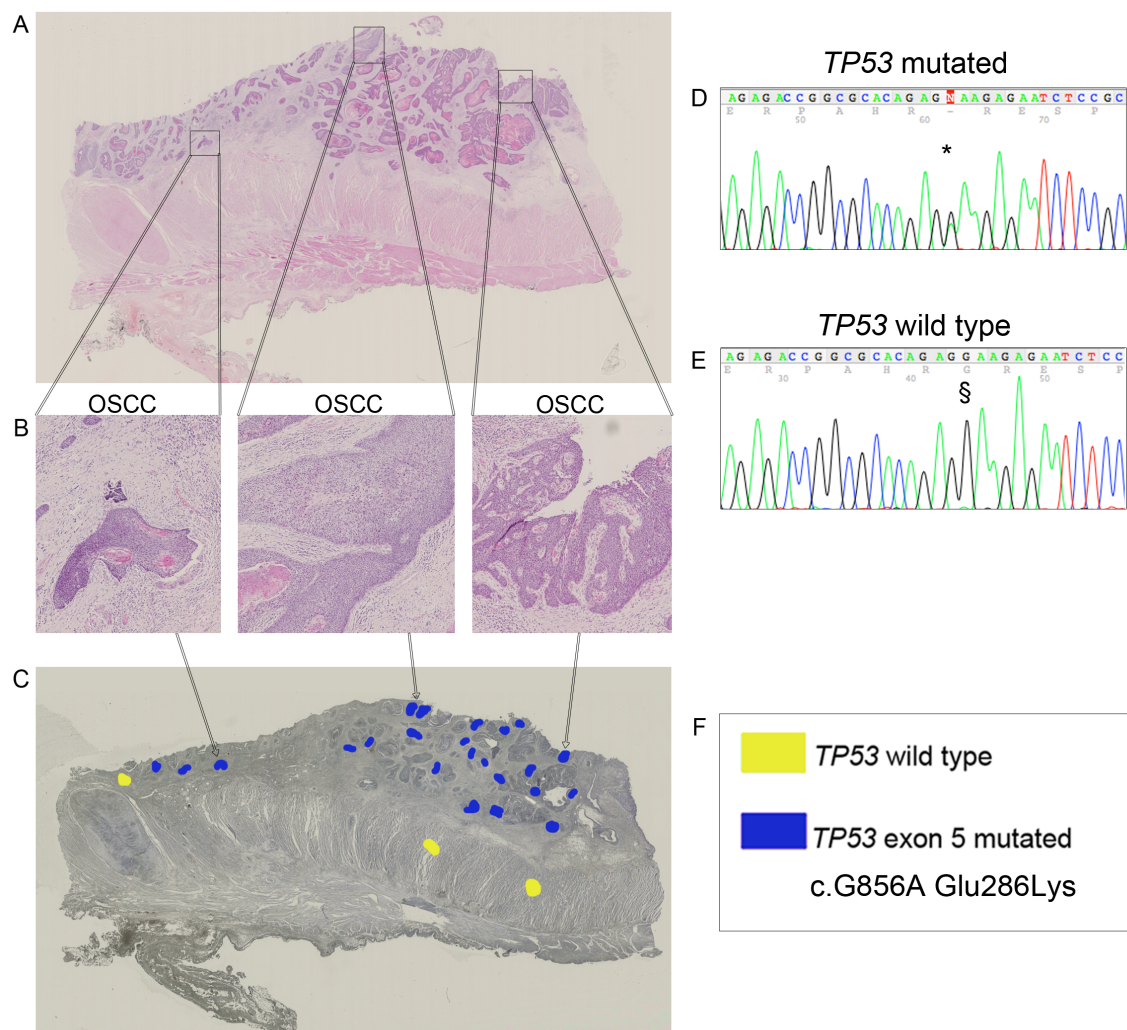 A
OSCC
OSCC
OSCC
B
C
TP53 mutated
D
AGAGACCGGCGCACAGAGNAAGAGAATCTCCGC
E R P A H R – R E S P
50 60 70
*
TP53 wild type
E
AGAGACCGGCGCACAGAGGAAGAGAATCTCC
E R P A H R G R E S P
30 40 50
§
F
TP53 wild type
TP53 exon 5 mutated
c.G856A Glu286Lys